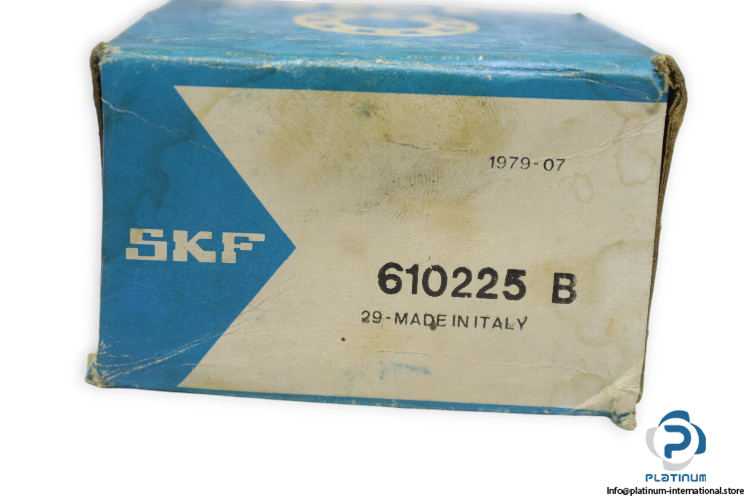 1979-07
SKF
610225 B
29-MADE IN ITALY
PLATINUM
Info@platinum-international.store